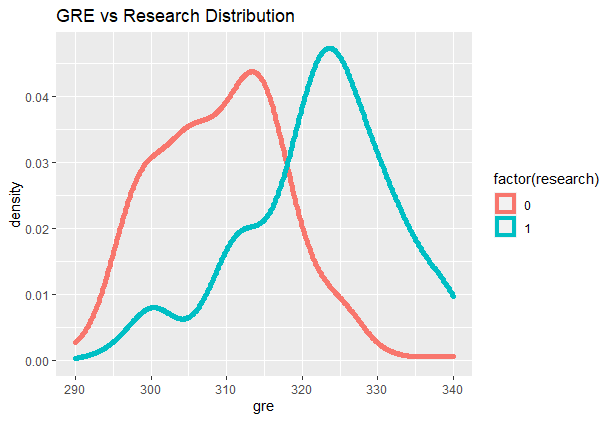 GRE vs Research Distribution
0.04
0.03
0.02
0.01
0.00
density
290 300 310 320 330 340
gre
factor(research)
0
1